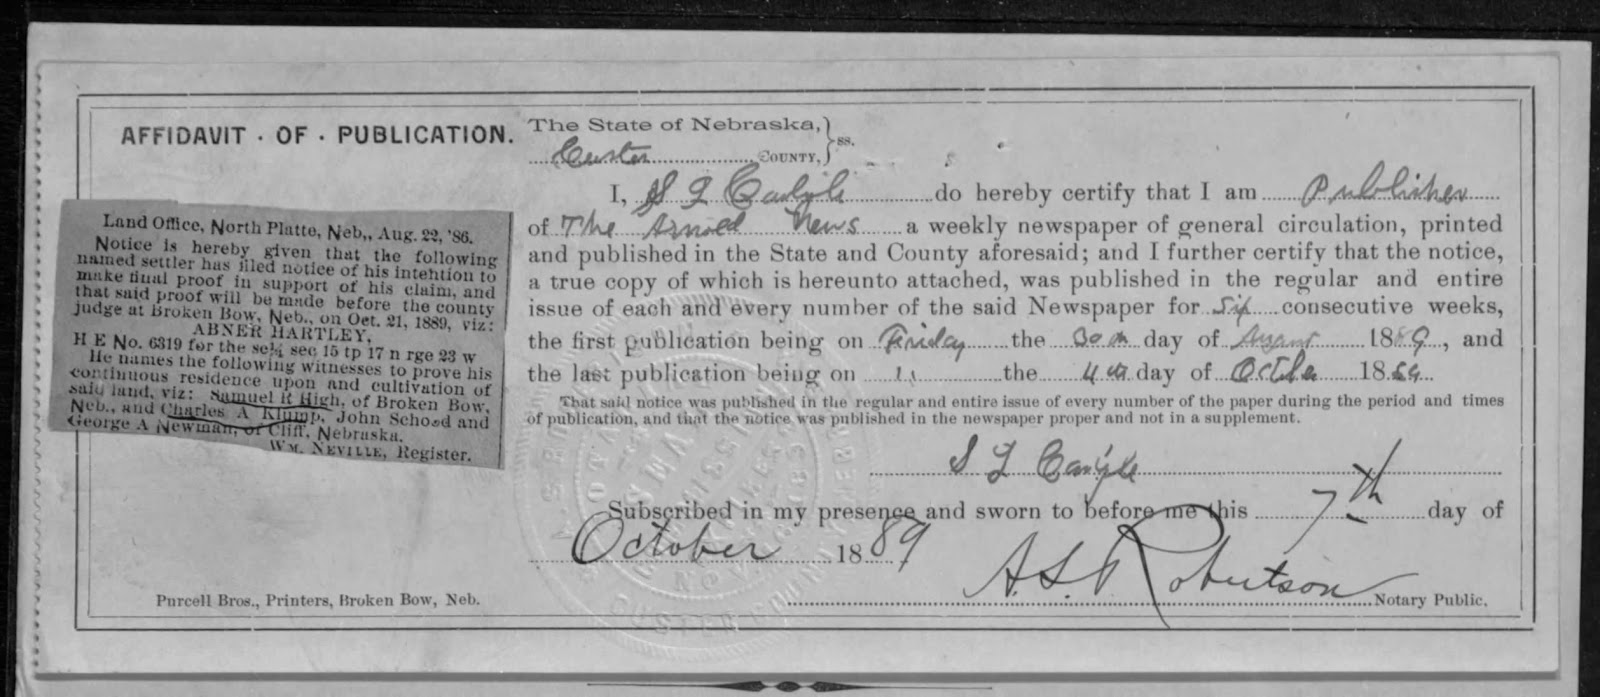 AFFIDAVIT · OF · PUBLICATION.
Land Office, North Platte, Neb,, Aug. 22, '86.
Notice is hereby given that the following
named settler has filed notice of his intention to
make final proof in support of his claim, and
that said proof will be made before the county
judge at Broken Bow, Neb., on Oct. 21, 1889, viz:
ABNER HARTLEY,
H E No. 6319 for the se¼ sec 15 tp 17 n rge 23 w
He names the following witnesses to prove his
continuous residence upon and cultivation of
said land, viz: Samuel R High, of Broken Bow,
Neb., and Charles A Klump, John Schood and
George A Newman, of Cliff, Nebraska.
WM. NEVILLE, Register.
Purcell Bros., Printers, Broken Bow, Neb.
The State of Nebraska, } ss.
Custer COUNTY,
I, S L Carlyle do hereby certify that I am Publisher
of The Arnold News a weekly newspaper of general circulation, printed
and published in the State and County aforesaid; and I further certify that the notice,
a true copy of which is hereunto attached, was published in the regular and entire
issue of each and every number of the said Newspaper for Six consecutive weeks,
the first publication being on Friday the 30th day of August 1889, and
the last publication being on " the 4th day of October 1889
That said notice was published in the regular and entire issue of every number of the paper during the period and times
of publication, and that the notice was published in the newspaper proper and not in a supplement.
S L Carlyle
Subscribed in my presence and sworn to before me this 7th day of
October 1889
A. S. Robertson Notary Public.